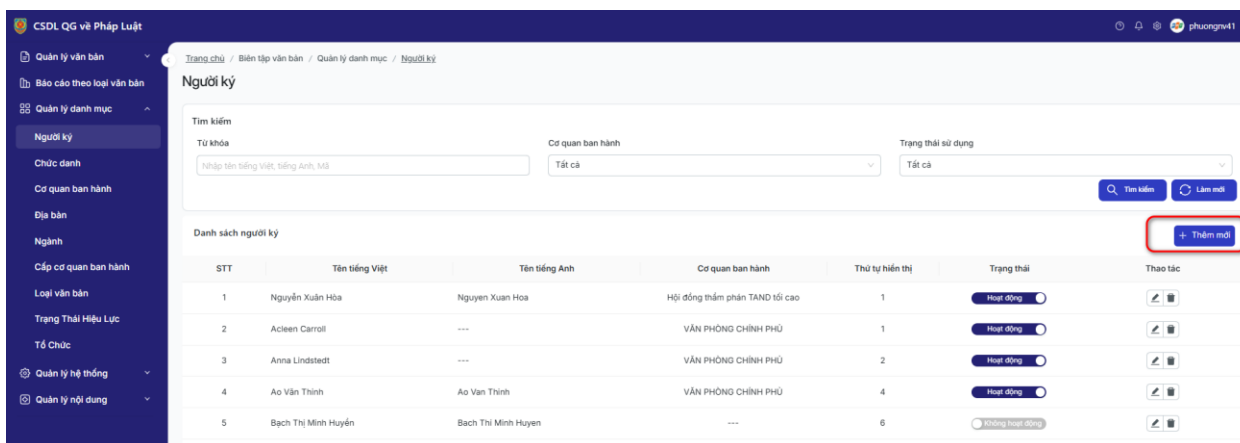 CSDL QG về Pháp Luật
phuongnv41
Quản lý văn bản
Báo cáo theo loại văn bản
Quản lý danh mục
Người ký
Chức danh
Cơ quan ban hành
Địa bàn
Ngành
Cấp cơ quan ban hành
Loại văn bản
Trạng Thái Hiệu Lực
Tổ Chức
Quản lý hệ thống
Quản lý nội dung
Trang chủ / Biên tập văn bản / Quản lý danh mục / Người ký
Người ký
Tìm kiếm
Từ khóa Cơ quan ban hành Trạng thái sử dụng
Nhập tên tiếng Việt, tiếng Anh, Mã Tất cả Tất cả
Tìm kiếm Làm mới
Danh sách người ký + Thêm mới
STT Tên tiếng Việt Tên tiếng Anh Cơ quan ban hành Thứ tự hiển thị Trạng thái Thao tác
1 Nguyễn Xuân Hòa Nguyen Xuan Hoa Hội đồng thẩm phán TAND tối cao 1 Hoạt động
2 Acleen Carroll --- VĂN PHÒNG CHÍNH PHỦ 1 Hoạt động
3 Anna Lindstedt --- VĂN PHÒNG CHÍNH PHỦ 2 Hoạt động
4 Ao Văn Thinh Ao Van Thinh VĂN PHÒNG CHÍNH PHỦ 4 Hoạt động
5 Bạch Thị Minh Huyền Bach Thi Minh Huyen --- 6 Không hoạt động